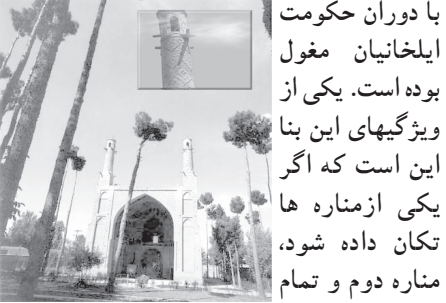 با دوران حکومت
ایلخانیان مغول
بوده است. یکی از
ویژگیهای این بنا
این است که اگر
یکی ازمناره ها
تکان داده شود،
مناره دوم و تمام